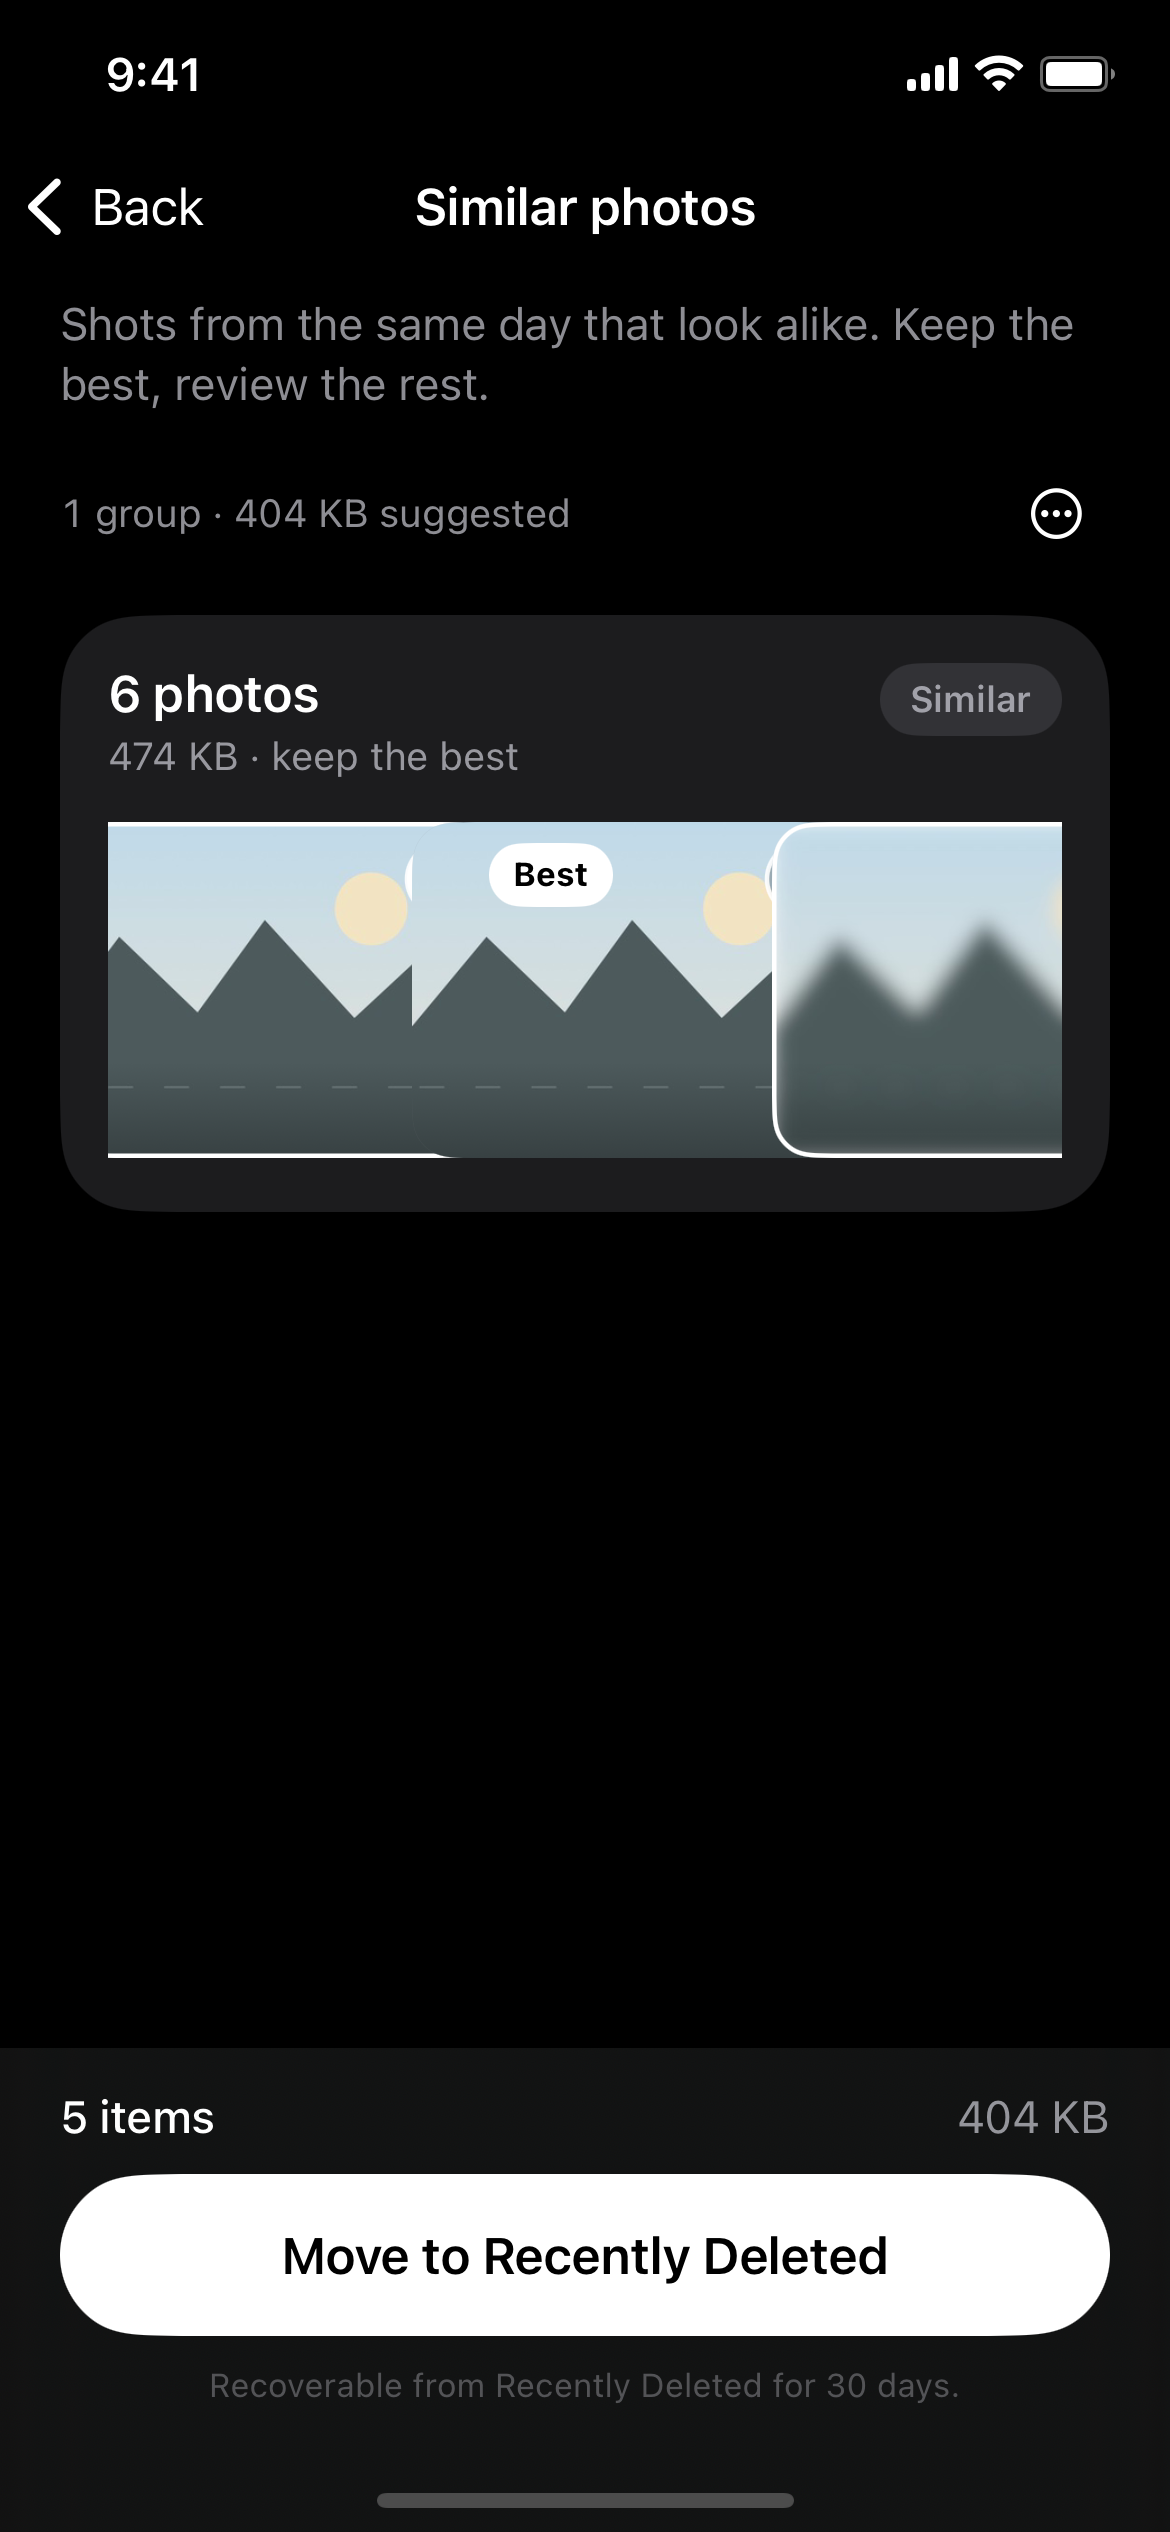 9:41
Back
Similar photos
Shots from the same day that look alike. Keep the
best, review the rest.
1 group · 404 KB suggested
6 photos
Similar
474 KB · keep the best
Best
5 items
404 KB
Move to Recently Deleted
Recoverable from Recently Deleted for 30 days.